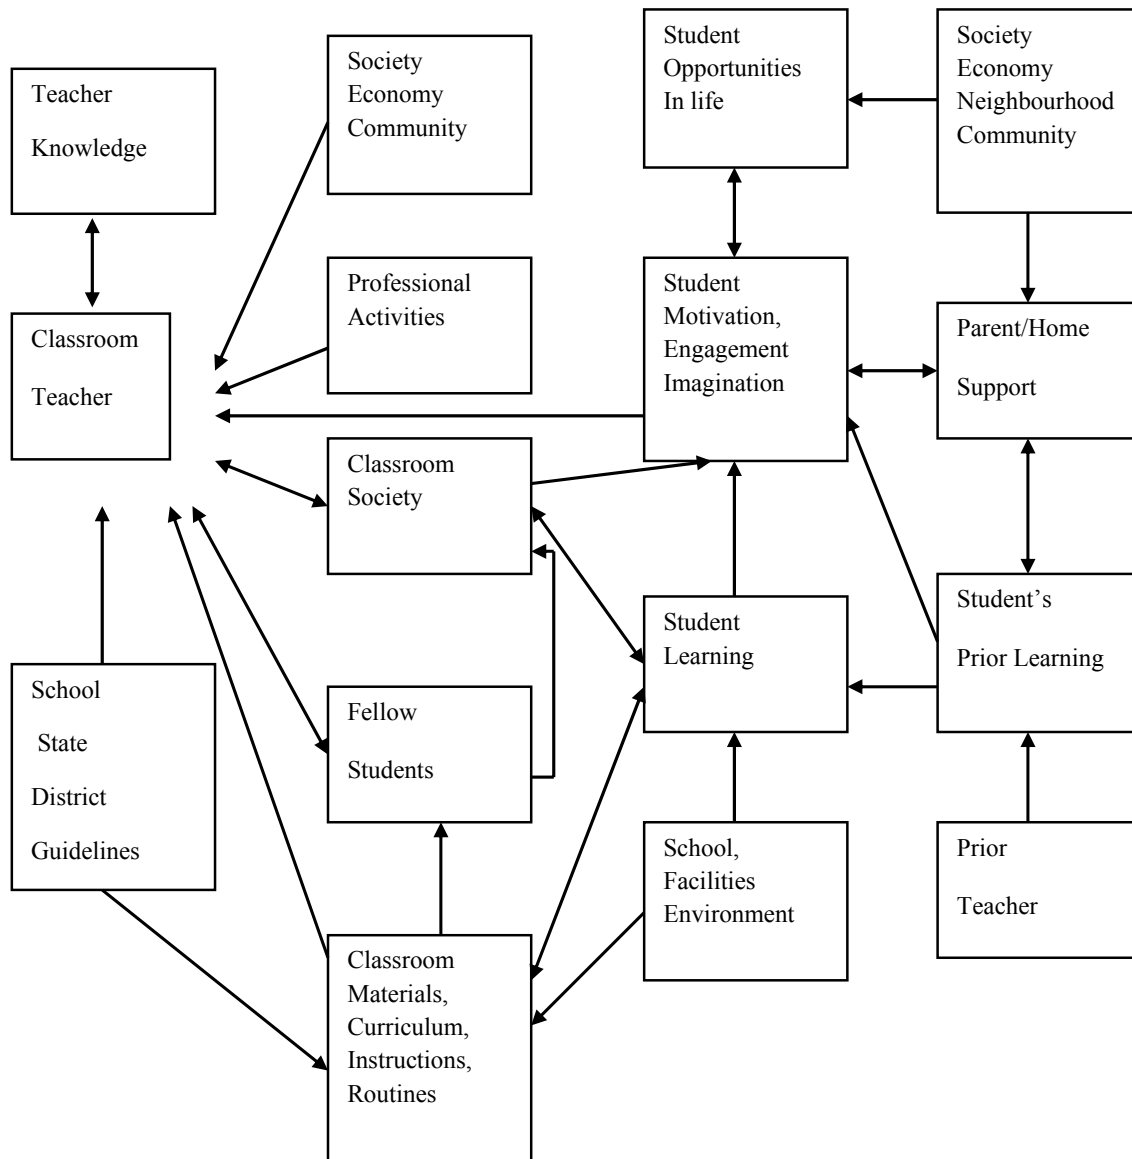 Teacher
Knowledge
Society
Economy
Community
Student
Opportunities
In life
Society
Economy
Neighbourhood
Community
Classroom
Teacher
Professional
Activities
Student
Motivation,
Engagement
Imagination
Parent/Home
Support
Classroom
Society
Student
Learning
Student’s
Prior Learning
School
State
District
Guidelines
Fellow
Students
School,
Facilities
Environment
Prior
Teacher
Classroom
Materials,
Curriculum,
Instructions,
Routines